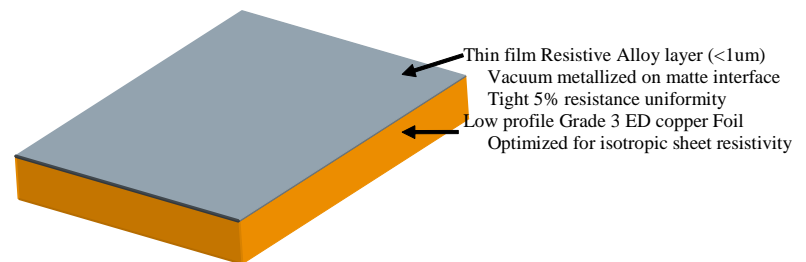 Thin film Resistive Alloy layer (<1um)
Vacuum metallized on matte interface
Tight 5% resistance uniformity
Low profile Grade 3 ED copper Foil
Optimized for isotropic sheet resistivity